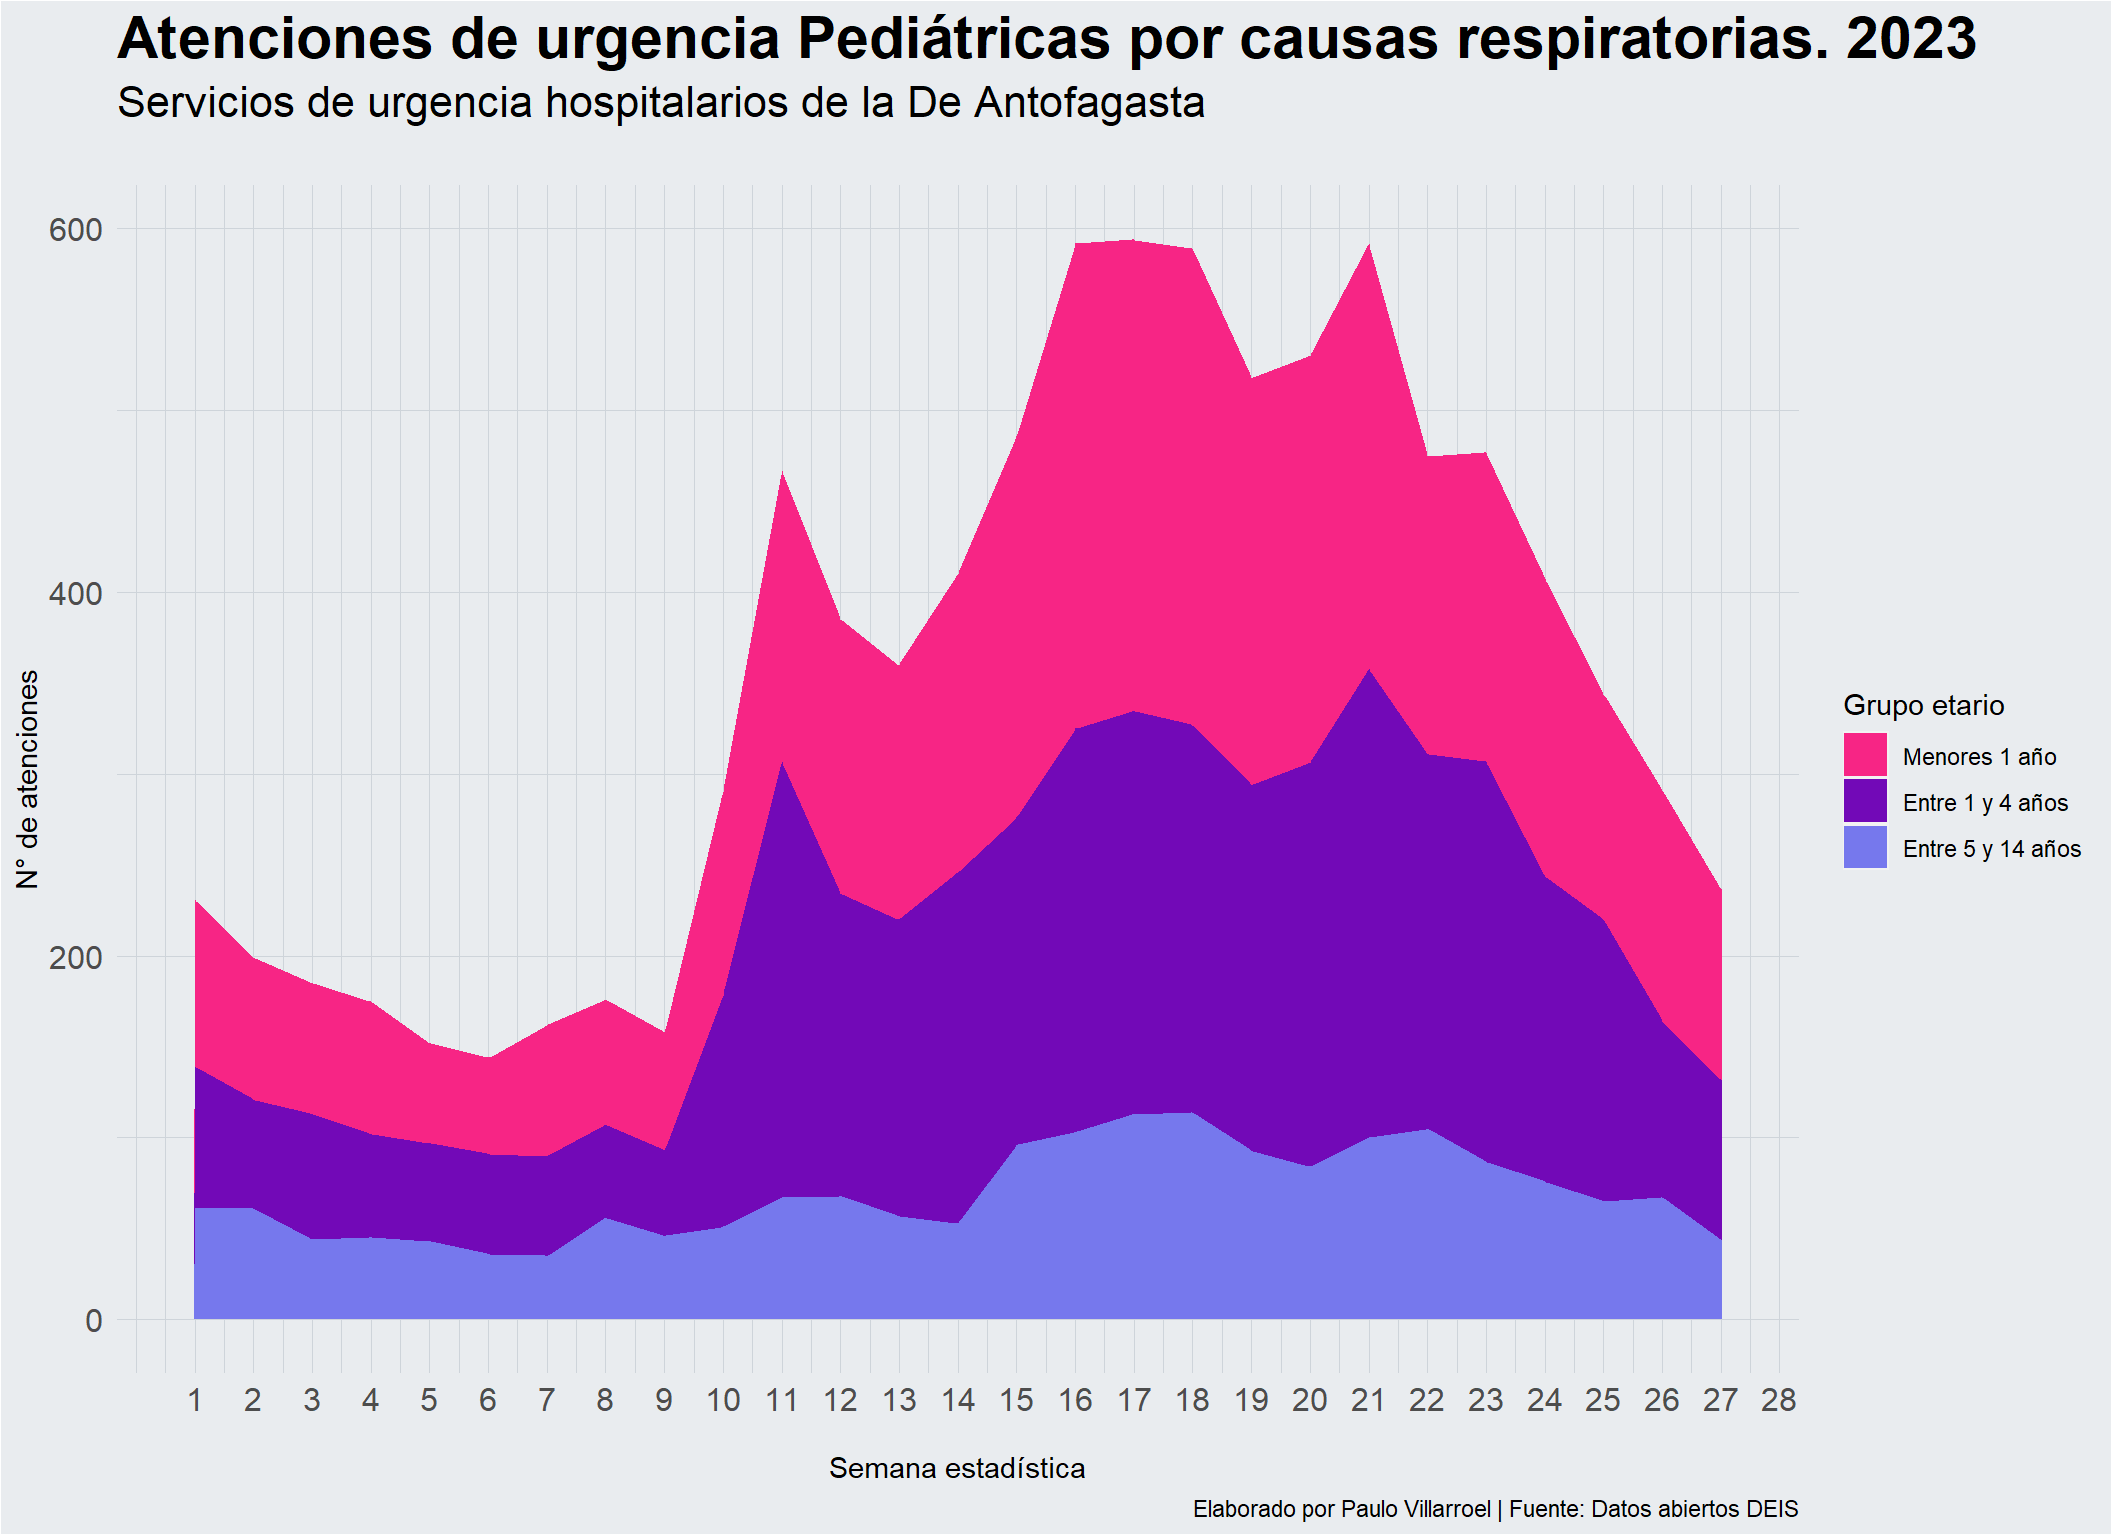 Atenciones de urgencia Pediátricas por causas respiratorias. 2023
Servicios de urgencia hospitalarios de la De Antofagasta
600
400
200
0
N° de atenciones
1 2 3 4 5 6 7 8 9 10 11 12 13 14 15 16 17 18 19 20 21 22 23 24 25 26 27 28
Semana estadística
Grupo etario
Menores 1 año
Entre 1 y 4 años
Entre 5 y 14 años
Elaborado por Paulo Villarroel | Fuente: Datos abiertos DEIS